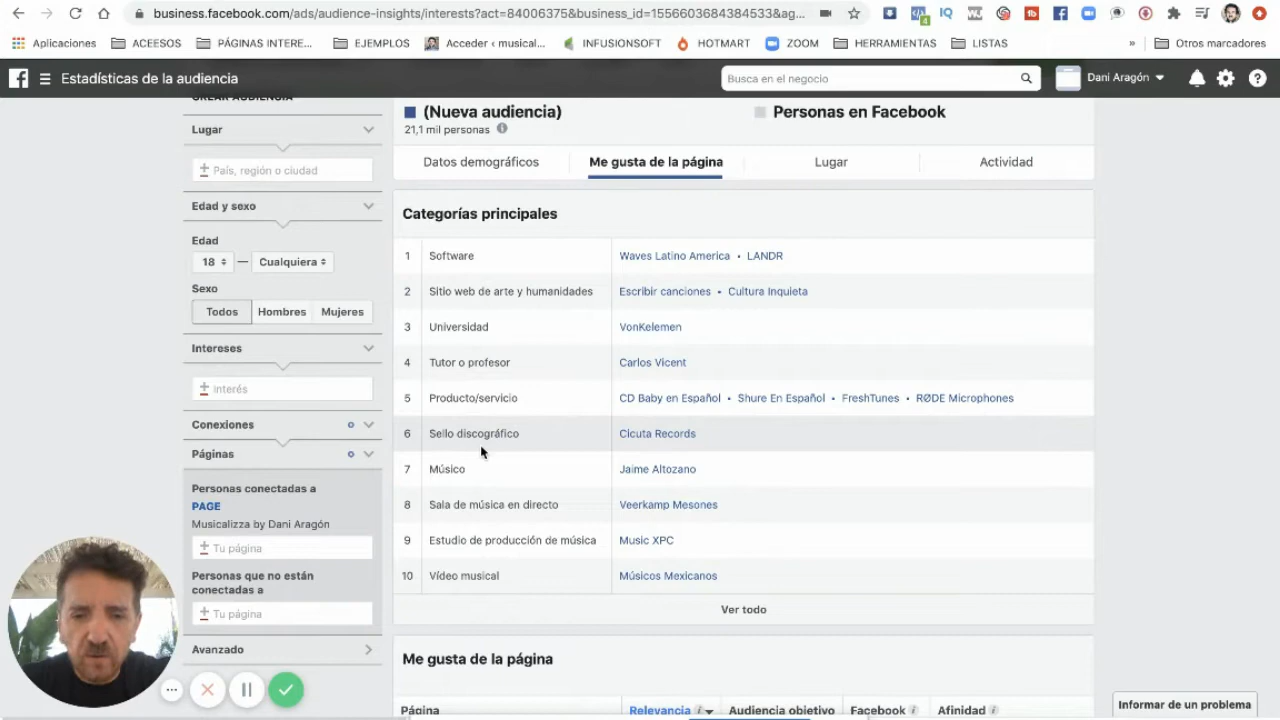 business.facebook.com/ads/audience-insights/interests?act=84006375&business_id=1556603684384533&ag...
Aplicaciones ACEESOS PÁGINAS INTERE... EJEMPLOS Acceder ‹ musical... INFUSIONSOFT HOTMART ZOOM HERRAMIENTAS LISTAS » Otros marcadores
Estadísticas de la audiencia Busca en el negocio Dani Aragón
CREAR AUDIENCIA
(Nueva audiencia) Personas en Facebook
21,1 mil personas
Lugar
País, región o ciudad
Datos demográficos Me gusta de la página Lugar Actividad
Edad y sexo
Edad
18 — Cualquiera
Sexo
Todos Hombres Mujeres
Intereses
interés
Conexiones
Páginas
Personas conectadas a
PAGE
Musicalizza by Dani Aragón
Tu página
Personas que no están
conectadas a
Tu página
Avanzado
Categorías principales
1 Software Waves Latino America • LANDR
2 Sitio web de arte y humanidades Escribir canciones • Cultura Inquieta
3 Universidad VonKelemen
4 Tutor o profesor Carlos Vicent
5 Producto/servicio CD Baby en Español • Shure En Español • FreshTunes • RØDE Microphones
6 Sello discográfico Cicuta Records
7 Músico Jaime Altozano
8 Sala de música en directo Veerkamp Mesones
9 Estudio de producción de música Music XPC
10 Vídeo musical Músicos Mexicanos
Ver todo
Me gusta de la página
Página Relevancia Audiencia objetivo Facebook Afinidad
Informar de un problema